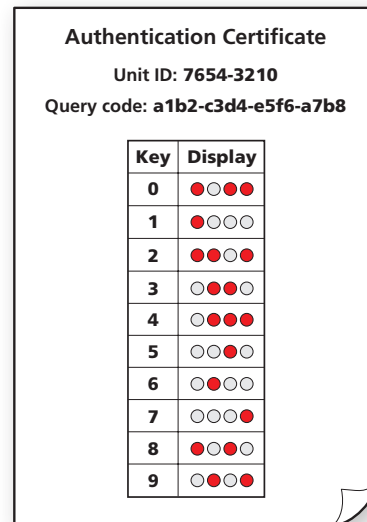 Authentication Certificate
Unit ID: 7654-3210
Query code: a1b2-c3d4-e5f6-a7b8
Key Display
0
1
2
3
4
5
6
7
8
9